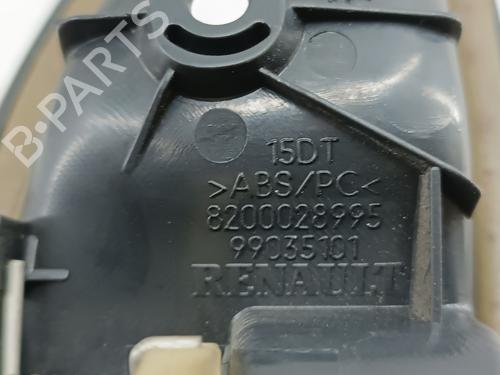 B-PARTS
15DT
>ABS/PC<
8200028995
99035101
RENAULT